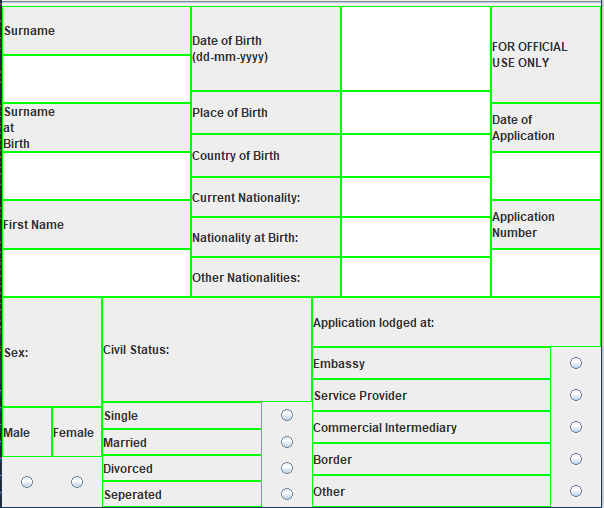 Surname
Date of Birth
(dd-mm-yyyy)
FOR OFFICIAL
USE ONLY
Surname
at
Birth
Place of Birth
Date of
Application
Country of Birth
Current Nationality:
First Name
Application
Number
Nationality at Birth:
Other Nationalities:
Sex:
Civil Status:
Application lodged at:
Embassy
Service Provider
Commercial Intermediary
Border
Other
Male
Female
Single
Married
Divorced
Seperated